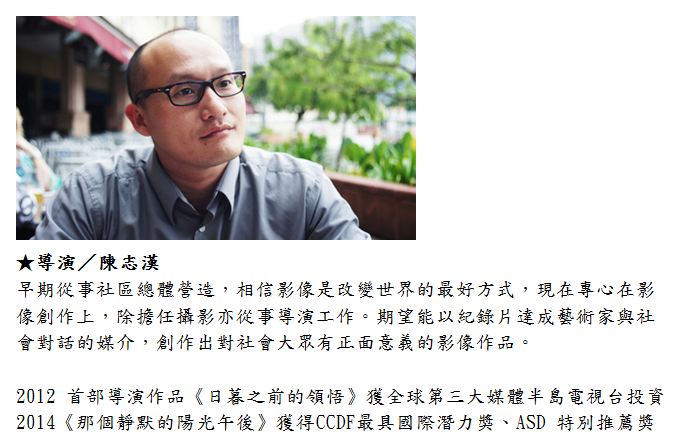 ★導演／陳志漢
早期從事社區總體營造，相信影像是改變世界的最好方式，現在專心在影
像創作上，除擔任攝影亦從事導演工作。期望能以紀錄片達成藝術家與社
會對話的媒介，創作出對社會大眾有正面意義的影像作品。
2012 首部導演作品《日暮之前的領悟》獲全球第三大媒體半島電視台投資
2014《那個靜默的陽光午後》獲得CCDF最具國際潛力獎、ASD 特別推薦獎